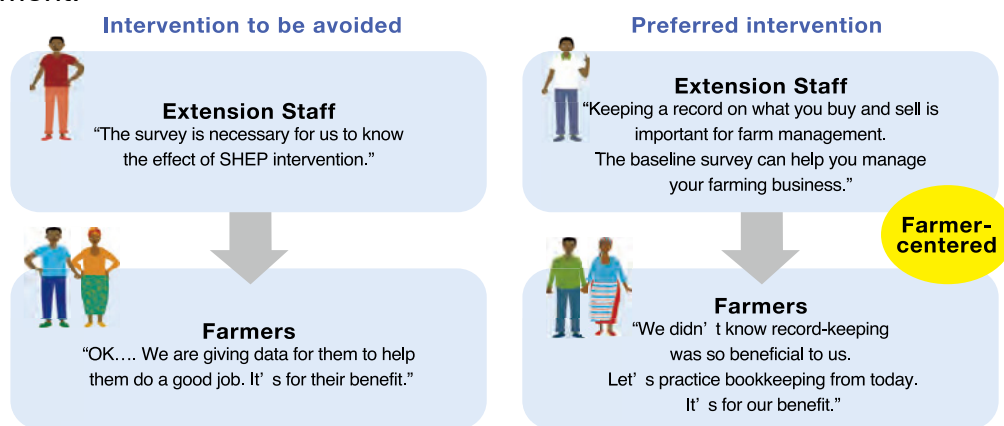 Intervention to be avoided
Extension Staff
“The survey is necessary for us to know
the effect of SHEP intervention.”
Farmers
“OK.... We are giving data for them to help
them do a good job. It’ s for their benefit.”
Preferred intervention
Extension Staff
“Keeping a record on what you buy and sell is
important for farm management.
The baseline survey can help you manage
your farming business.”
Farmer-
centered
Farmers
“We didn’ t know record-keeping
was so beneficial to us.
Let’ s practice bookkeeping from today.
It’ s for our benefit.”